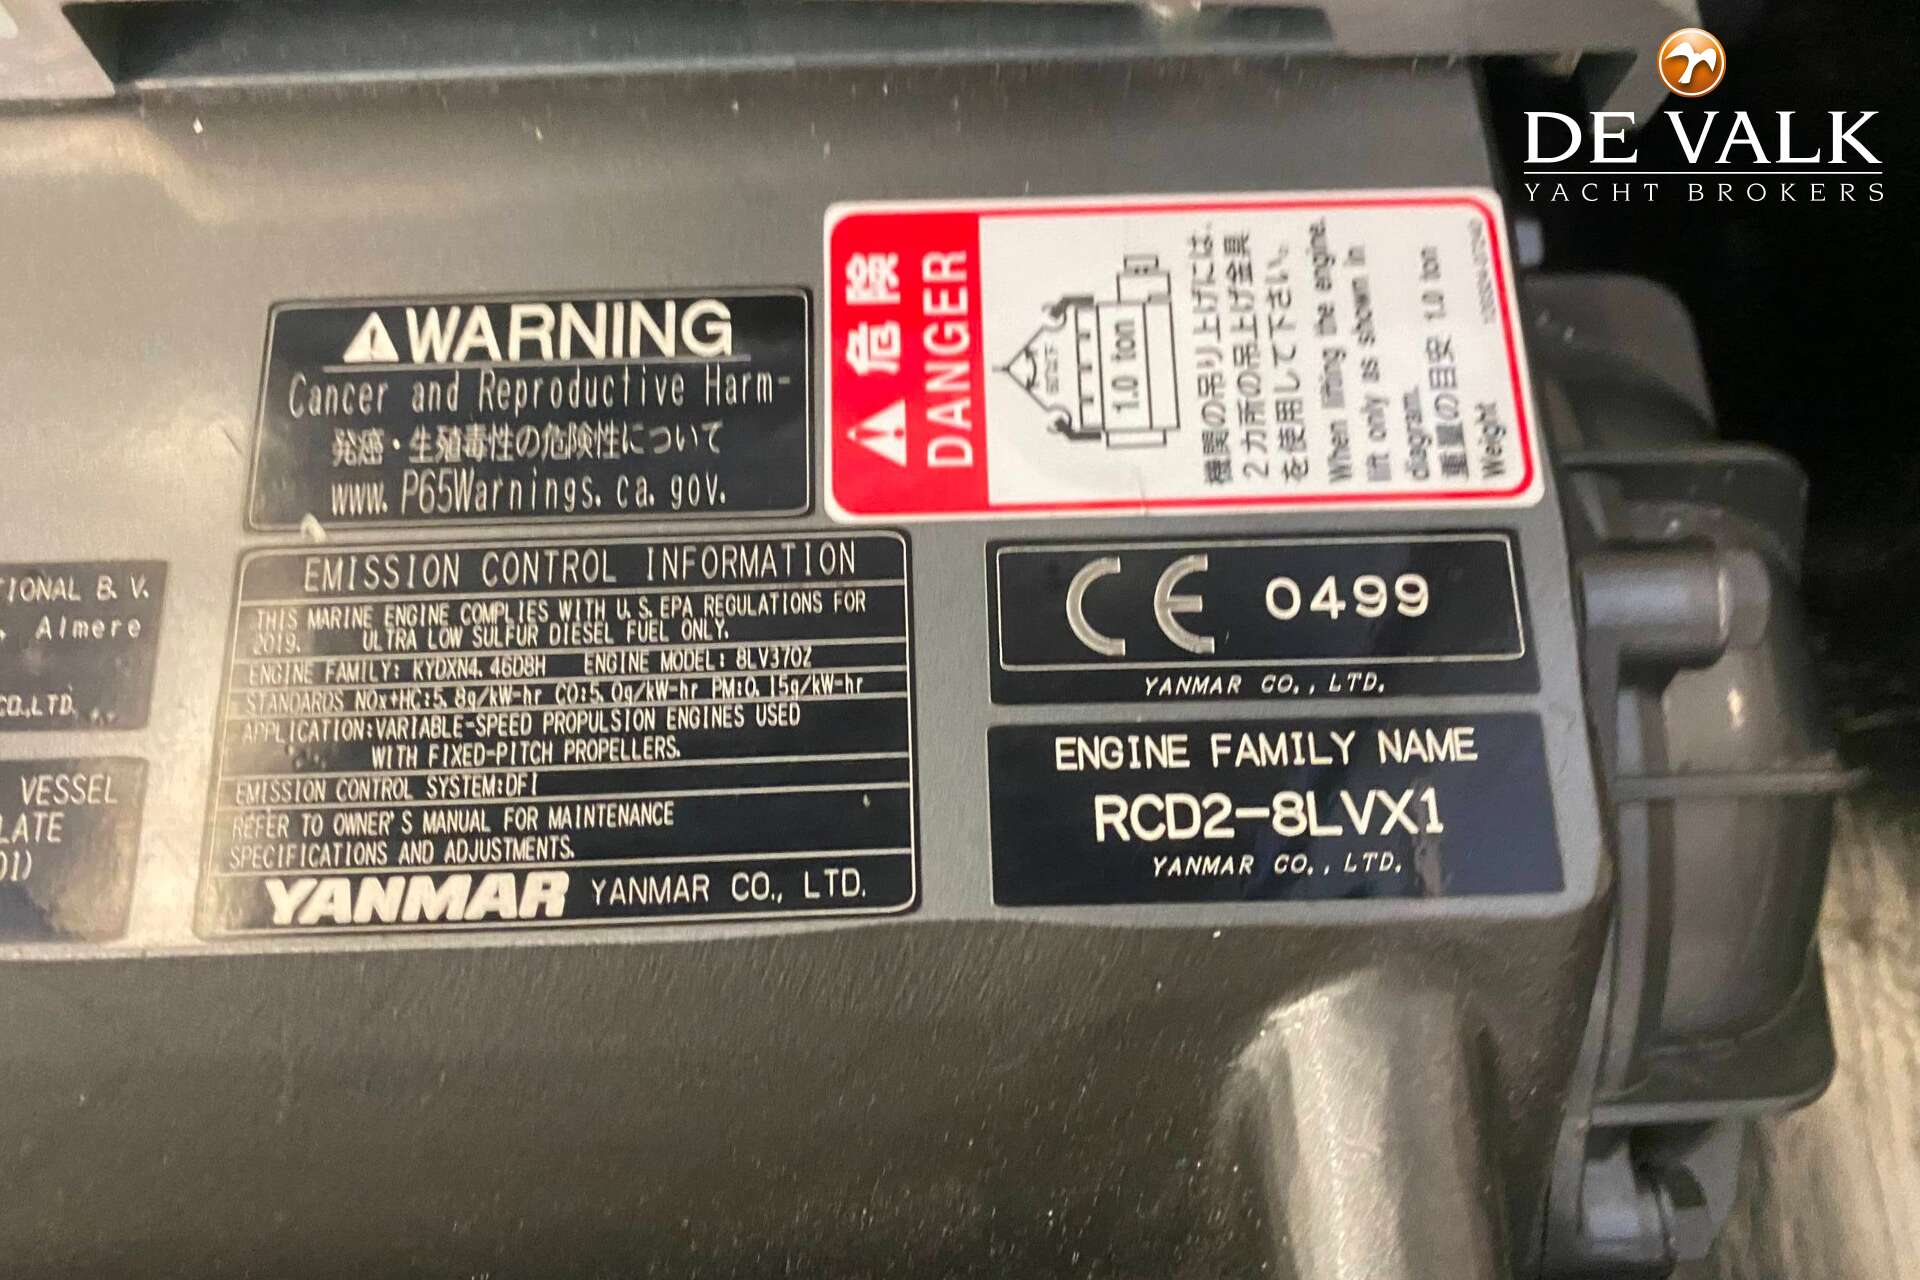 DE VALK
YACHT BROKERS
WARNING
Cancer and Reproductive Harm-
発癌・生殖毒性の危険性について
www.P65Warnings.ca.gov.
危険
DANGER
1.0 ton
機関の吊り上げには、
2カ所の吊上げ金具
を使用して下さい。
When lifting the engine.
lift only as shown in
diagram.
重量の目安 1.0 ton
Weight
TIONAL B.V.
Almere
CO.,LTD.
VESSEL
LATE
01)
EMISSION CONTROL INFORMATION
THIS MARINE ENGINE COMPLIES WITH U.S.EPA REGULATIONS FOR
2019. ULTRA LOW SULFUR DIESEL FUEL ONLY.
ENGINE FAMILY: KYDXN4.46D8H ENGINE MODEL: 8LV370Z
STANDARDS NOx+HC:5.8g/kW-hr CO:5.0g/kW-hr PM:0.15g/kW-hr
APPLICATION:VARIABLE-SPEED PROPULSION ENGINES USED
WITH FIXED-PITCH PROPELLERS.
EMISSION CONTROL SYSTEM:DFI
REFER TO OWNER'S MANUAL FOR MAINTENANCE
SPECIFICATIONS AND ADJUSTMENTS.
YANMAR YANMAR CO., LTD.
CE 0499
YANMAR CO.,LTD.
ENGINE FAMILY NAME
RCD2-8LVX1
YANMAR CO.,LTD.